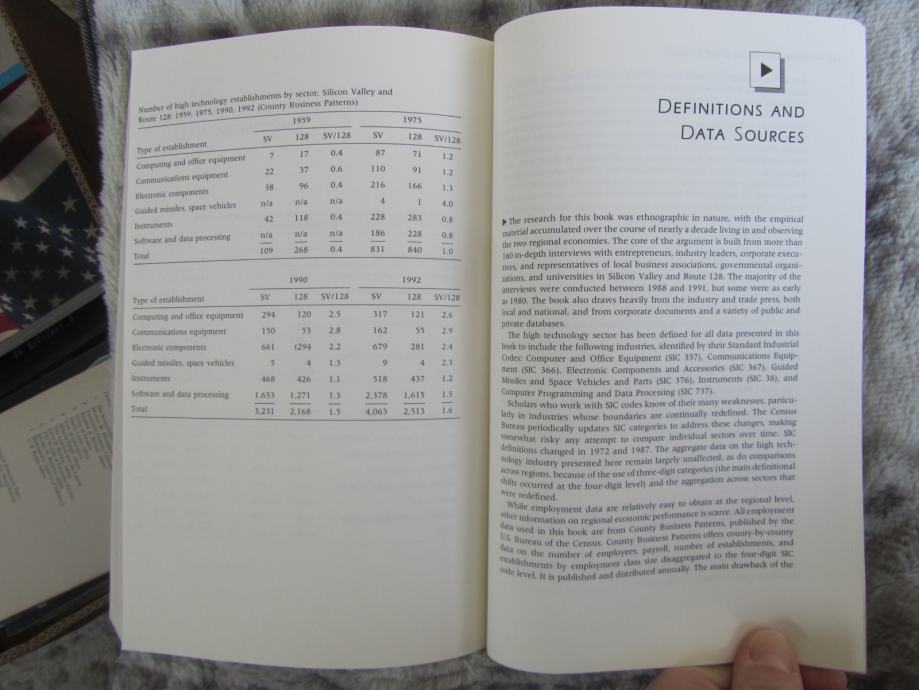 Number of high technology establishments by sector, Silicon Valley and
Route 128: 1959, 1975, 1990, 1992 (County Business Patterns)
1959 1975
Type of establishment SV 128 SV/128 SV 128 SV/128
Computing and office equipment 7 17 0.4 87 71 1.2
Communications equipment 22 37 0.6 110 91 1.2
Electronic components 38 96 0.4 216 166 1.3
Guided missiles, space vehicles n/a n/a n/a 4 1 4.0
Instruments 42 118 0.4 228 283 0.8
Software and data processing n/a n/a n/a 186 228 0.8
Total 109 268 0.4 831 840 1.0
1990 1992
Type of establishment SV 128 SV/128 SV 128 SV/128
Computing and office equipment 294 120 2.5 317 121 2.6
Communications equipment 150 53 2.8 162 55 2.9
Electronic components 661 t294 2.2 679 281 2.4
Guided missiles, space vehicles 5 4 1.3 9 4 2.3
Instruments 468 426 1.1 518 437 1.2
Software and data processing 1,653 1,271 1.3 2,378 1,615 1.5
Total 3,231 2,168 1.5 4,063 2,513 1.6
DEFINITIONS AND
DATA SOURCES
▶The research for this book was ethnographic in nature, with the empirical
material accumulated over the course of nearly a decade living in and observing
the two regional economies. The core of the argument is built from more than
160 in-depth interviews with entrepreneurs, industry leaders, corporate execu-
tives, and representatives of local business associations, governmental organi-
zations, and universities in Silicon Valley and Route 128. The majority of the
interviews were conducted between 1988 and 1991, but some were as early
as 1980. The book also draws heavily from the industry and trade press, both
local and national, and from corporate documents and a variety of public and
private databases.
The high technology sector has been defined for all data presented in this
book to include the following industries, identified by their Standard Industrial
Codes: Computer and Office Equipment (SIC 357), Communications Equip-
ment (SIC 366), Electronic Components and Accessories (SIC 367), Guided
Missiles and Space Vehicles and Parts (SIC 376), Instruments (SIC 38), and
Computer Programming and Data Processing (SIC 737).
Scholars who work with SIC codes know of their many weaknesses, particu-
larly in industries whose boundaries are continually redefined. The Census
Bureau periodically updates SIC categories to address these changes, making
somewhat risky any attempt to compare individual sectors over time. SIC
definitions changed in 1972 and 1987. The aggregate data on the high tech-
nology industry presented here remain largely unaffected, as do comparisons
across regions, because of the use of three-digit categories (the main definitional
shifts occurred at the four-digit level) and the aggregation across sectors that
were redefined.
While employment data are relatively easy to obtain at the regional level,
other information on regional economic performance is scarce. All employment
data used in this book are from County Business Patterns, published by the
U.S. Bureau of the Census. County Business Patterns offers county-by-county
data on the number of employees, payroll, number of establishments, and
establishments by employment class size disaggregated to the four-digit SIC
code level. It is published and distributed annually. The main drawback of the